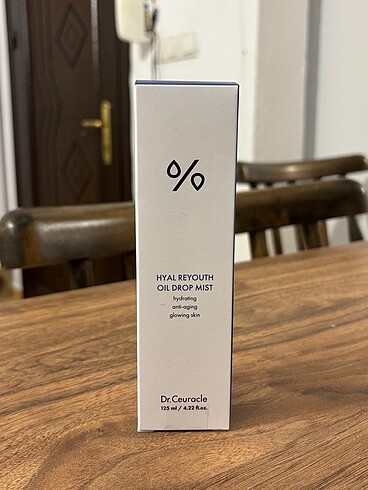 %
HYAL REYOUTH
OIL DROP MIST
hydrating
anti-aging
glowing skin
Dr.Ceuracle
125 ml / 4.22 fl.oz.